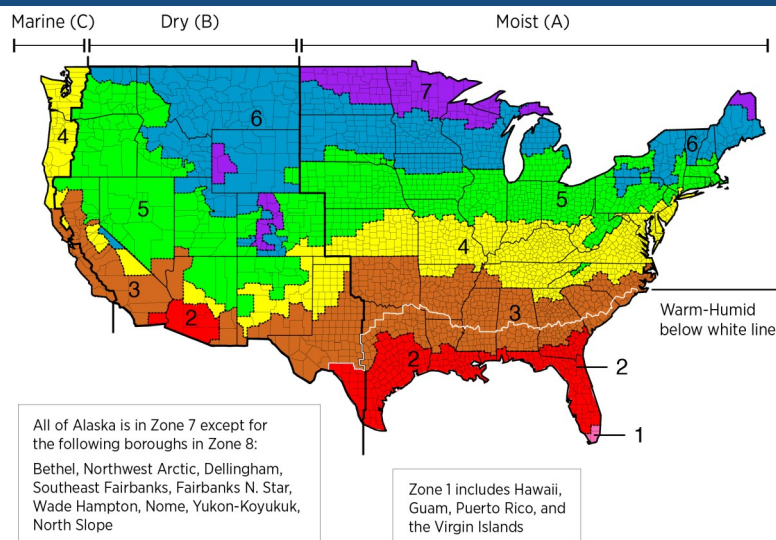 Marine (C)
Dry (B)
Moist (A)
7
6
6
4
5
5
4
3
3
2
2
2
1
Warm-Humid
below white line
All of Alaska is in Zone 7 except for
the following boroughs in Zone 8:
Bethel, Northwest Arctic, Dellingham,
Southeast Fairbanks, Fairbanks N. Star,
Wade Hampton, Nome, Yukon-Koyukuk,
North Slope
Zone 1 includes Hawaii,
Guam, Puerto Rico, and
the Virgin Islands